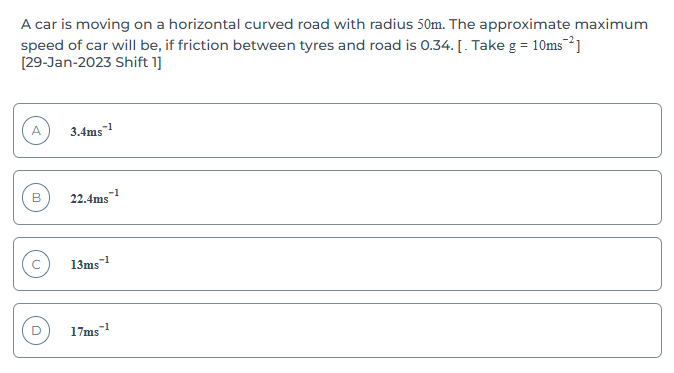 A car is moving on a horizontal curved road with radius 50m. The approximate maximum
speed of car will be, if friction between tyres and road is 0.34. [. Take g = 10ms⁻²]
[29-Jan-2023 Shift 1]
A 3.4ms⁻¹
B 22.4ms⁻¹
C 13ms⁻¹
D 17ms⁻¹